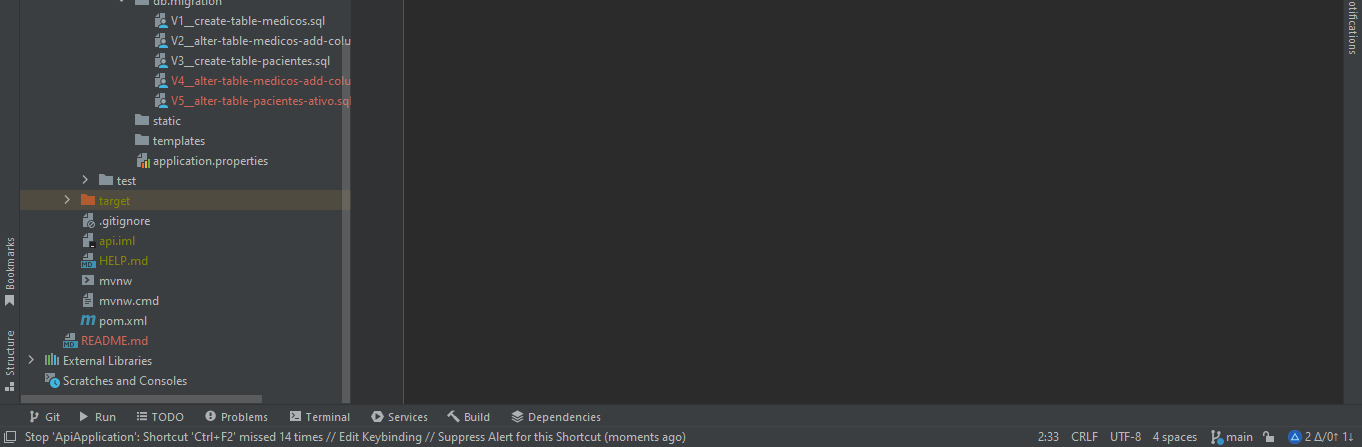 db.migration
V1__create-table-medicos.sql
V2__alter-table-medicos-add-colu
V3__create-table-pacientes.sql
V4__alter-table-medicos-add-colu
V5__alter-table-pacientes-ativo.sql
static
templates
application.properties
test
target
.gitignore
api.iml
HELP.md
mvnw
mvnw.cmd
pom.xml
README.md
External Libraries
Scratches and Consoles
Bookmarks
Structure
otifications
Git Run TODO Problems Terminal Services Build Dependencies
Stop 'ApiApplication': Shortcut 'Ctrl+F2' missed 14 times // Edit Keybinding // Suppress Alert for this Shortcut (moments ago) 2:33 CRLF UTF-8 4 spaces main 2 Δ/0↑ 1↓